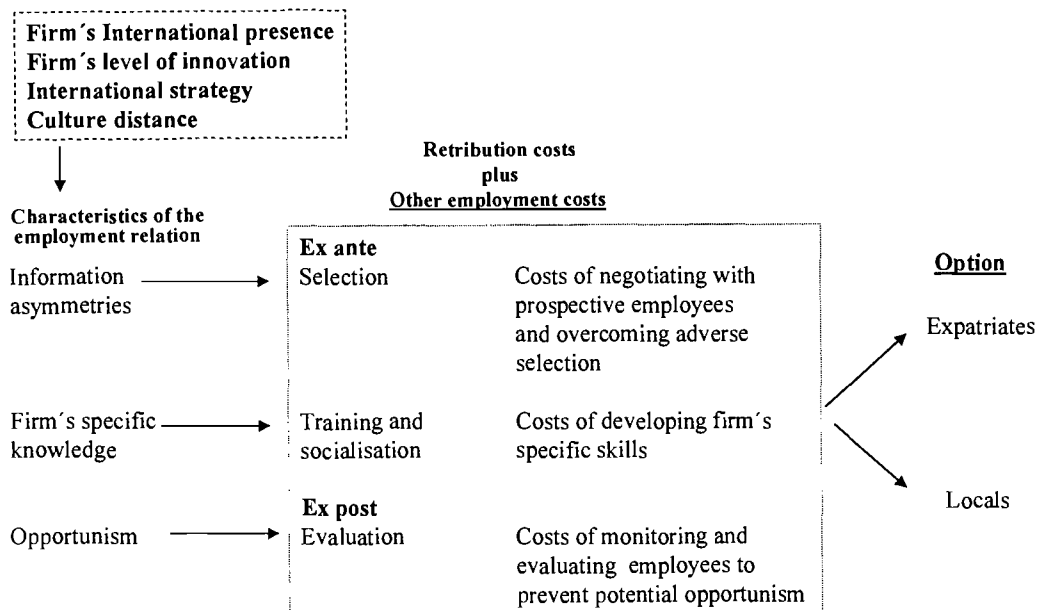 Firm´s International presence
Firm´s level of innovation
International strategy
Culture distance
Retribution costs
plus
Other employment costs
Characteristics of the
employment relation
Ex ante
Information
asymmetries
Selection
Costs of negotiating with
prospective employees
and overcoming adverse
selection
Firm´s specific
knowledge
Training and
socialisation
Costs of developing firm´s
specific skills
Ex post
Opportunism
Evaluation
Costs of monitoring and
evaluating employees to
prevent potential opportunism
Option
Expatriates
Locals